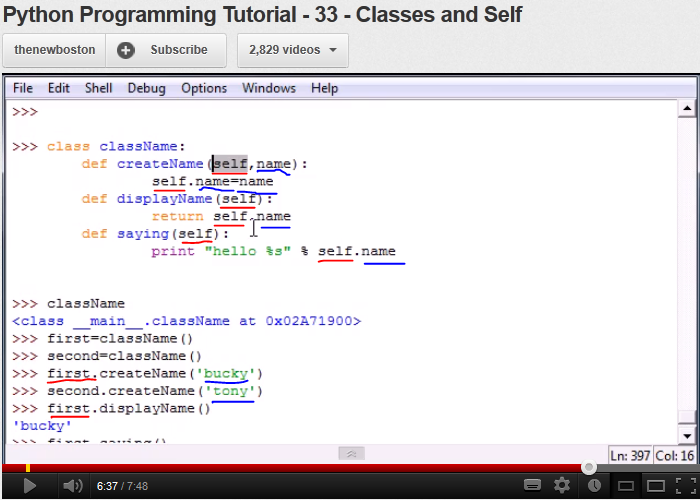 Python Programming Tutorial - 33 - Classes and Self
thenewboston Subscribe 2,829 videos
File Edit Shell Debug Options Windows Help
>>>
>>> class className:
        def createName(self,name):
                self.name=name
        def displayName(self):
                return self.name
        def saying(self):
                print "hello %s" % self.name
>>> className
<class __main__.className at 0x02A71900>
>>> first=className()
>>> second=className()
>>> first.createName('bucky')
>>> second.createName('tony')
>>> first.displayName()
'bucky'
>>> first.saying()
Ln: 397 Col: 16
6:37 / 7:48